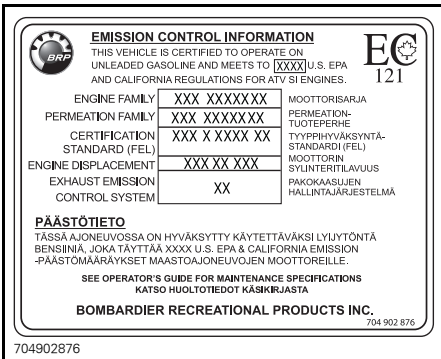 BRP
EMISSION CONTROL INFORMATION
THIS VEHICLE IS CERTIFIED TO OPERATE ON
UNLEADED GASOLINE AND MEETS TO XXXX U.S. EPA
AND CALIFORNIA REGULATIONS FOR ATV SI ENGINES.
EC
121
ENGINE FAMILY XXX XXXXXXX MOOTTORISARJA
PERMEATION FAMILY XXX XXXXXXX PERMEATION-
TUOTEPERHE
CERTIFICATION XXX X XXXX XX TYYPPIHYVÄKSYNTÄ-
STANDARD (FEL) STANDARDI (FEL)
ENGINE DISPLACEMENT XXX XX XXX MOOTTORIN
SYLINTERITILAVUUS
EXHAUST EMISSION XX PAKOKAASUJEN
CONTROL SYSTEM HALLINTAJÄRJESTELMÄ
PÄÄSTÖTIETO
TÄSSÄ AJONEUVOSSA ON HYVÄKSYTTY KÄYTETTÄVÄKSI LYIJYTÖNTÄ
BENSIINIÄ, JOKA TÄYTTÄÄ XXXX U.S. EPA & CALIFORNIA EMISSION
-PÄÄSTÖMÄÄRÄYKSET MAASTOAJONEUVOJEN MOOTTOREILLE.
SEE OPERATOR'S GUIDE FOR MAINTENANCE SPECIFICATIONS
KATSO HUOLTOTIEDOT KÄSIKIRJASTA
BOMBARDIER RECREATIONAL PRODUCTS INC.
704 902 876
704902876